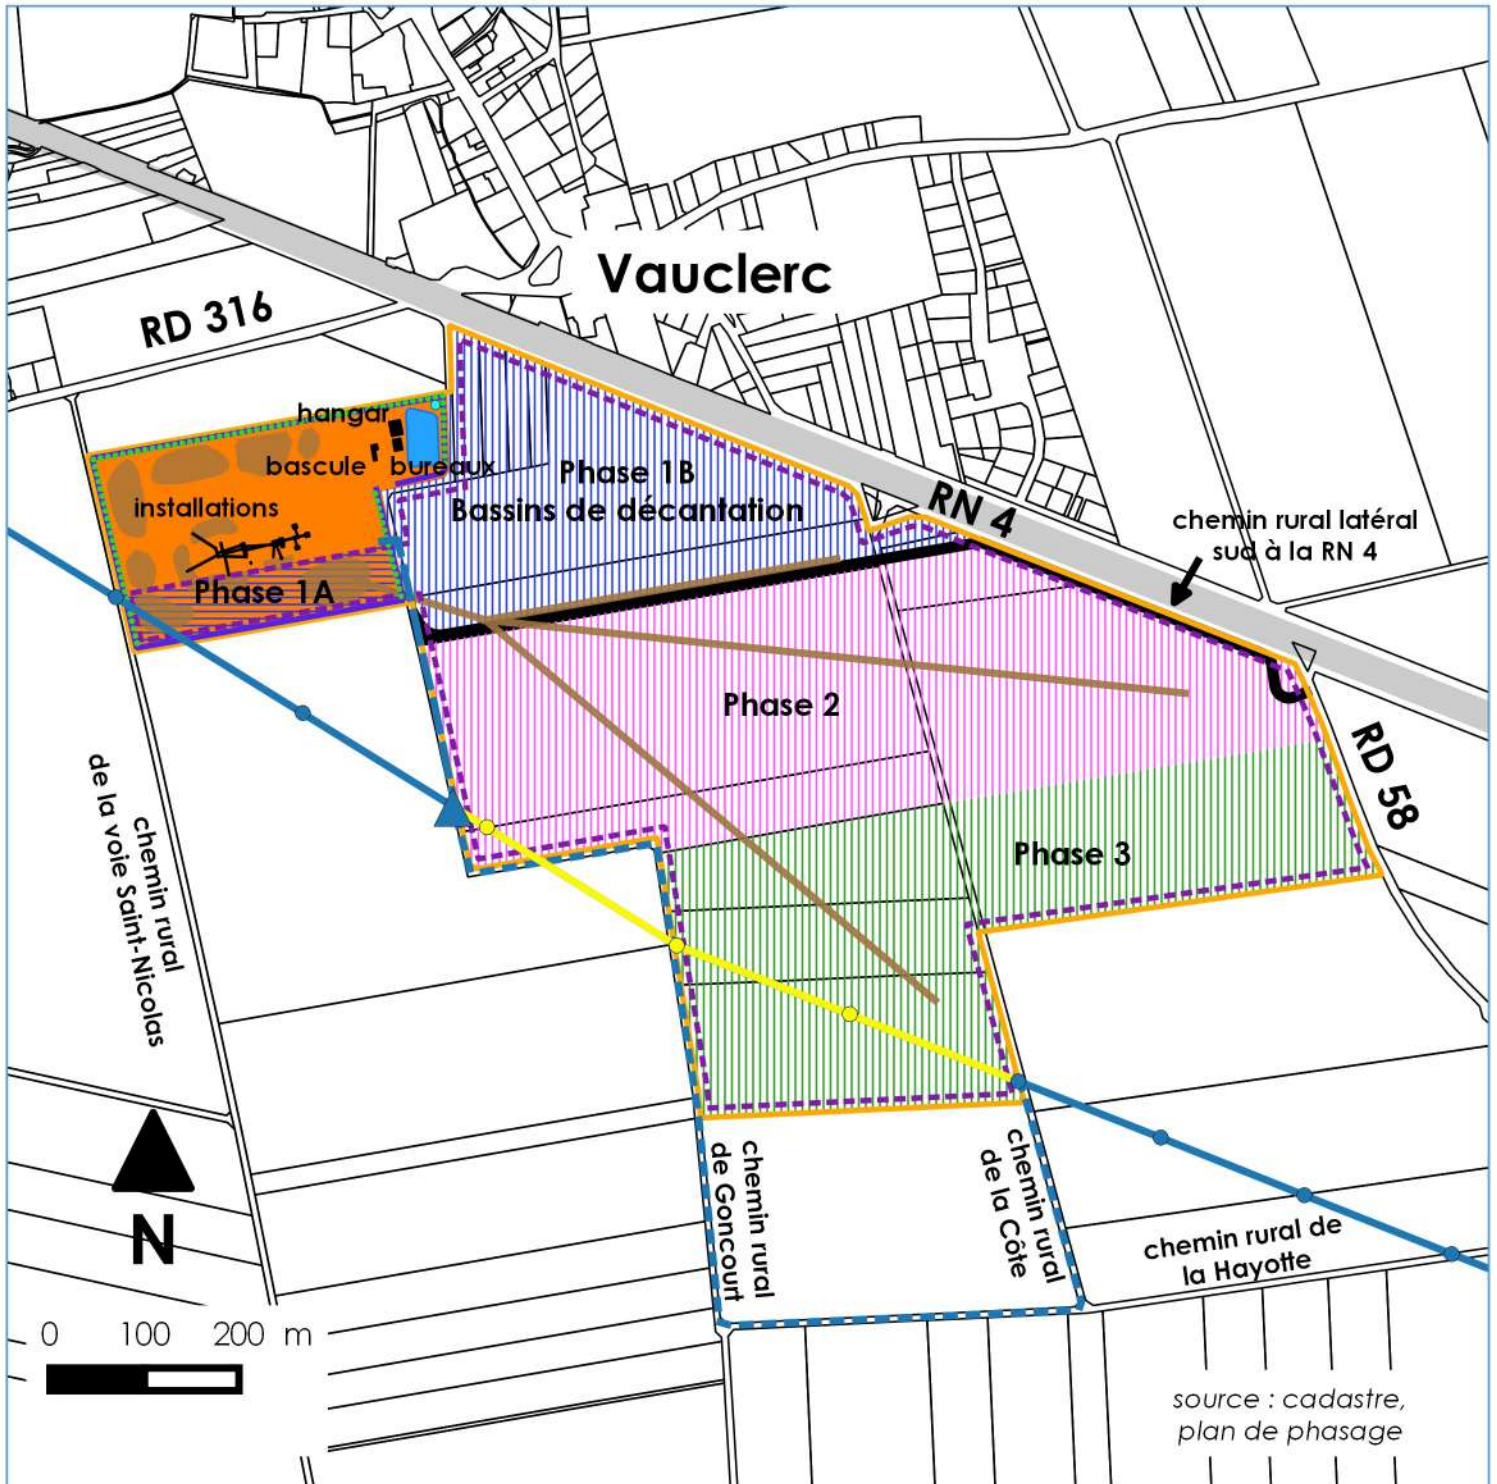 Vauclerc
RD 316
hangar
bascule
bureaux
Phase 1B
Bassins de décantation
installations
RN 4
chemin rural latéral
sud à la RN 4
Phase 1A
Phase 2
RD 58
chemin rural
de la voie Saint-Nicolas
Phase 3
chemin rural
de Goncourt
chemin rural
de la Côte
chemin rural de
la Hayotte
N
0 100 200 m
source : cadastre,
plan de phasage